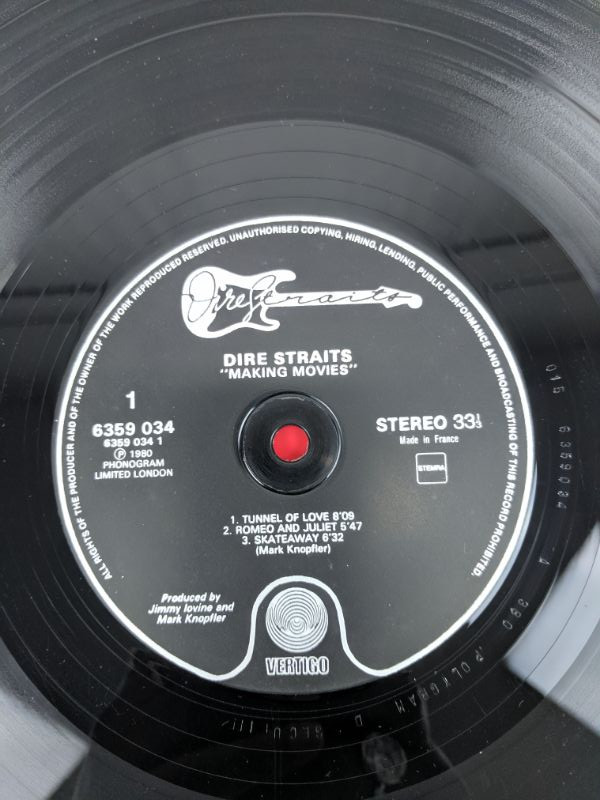 ALL RIGHTS OF THE PRODUCER AND OF THE OWNER OF THE WORK REPRODUCED RESERVED. UNAUTHORISED COPYING, HIRING, LENDING, PUBLIC PERFORMANCE AND BROADCASTING OF THIS RECORD PROHIBITED.
Dire Straits
DIRE STRAITS
"MAKING MOVIES"
1
6359 034
6359 034 1
Ⓟ 1980
PHONOGRAM
LIMITED LONDON
STEREO 33⅓
Made in France
STEMRA
1. TUNNEL OF LOVE 8'09
2. ROMEO AND JULIET 5'47
3. SKATEAWAY 6'32
(Mark Knopfler)
Produced by
Jimmy Iovine and
Mark Knopfler
VERTIGO
6359034 A 390 POLYGRAM